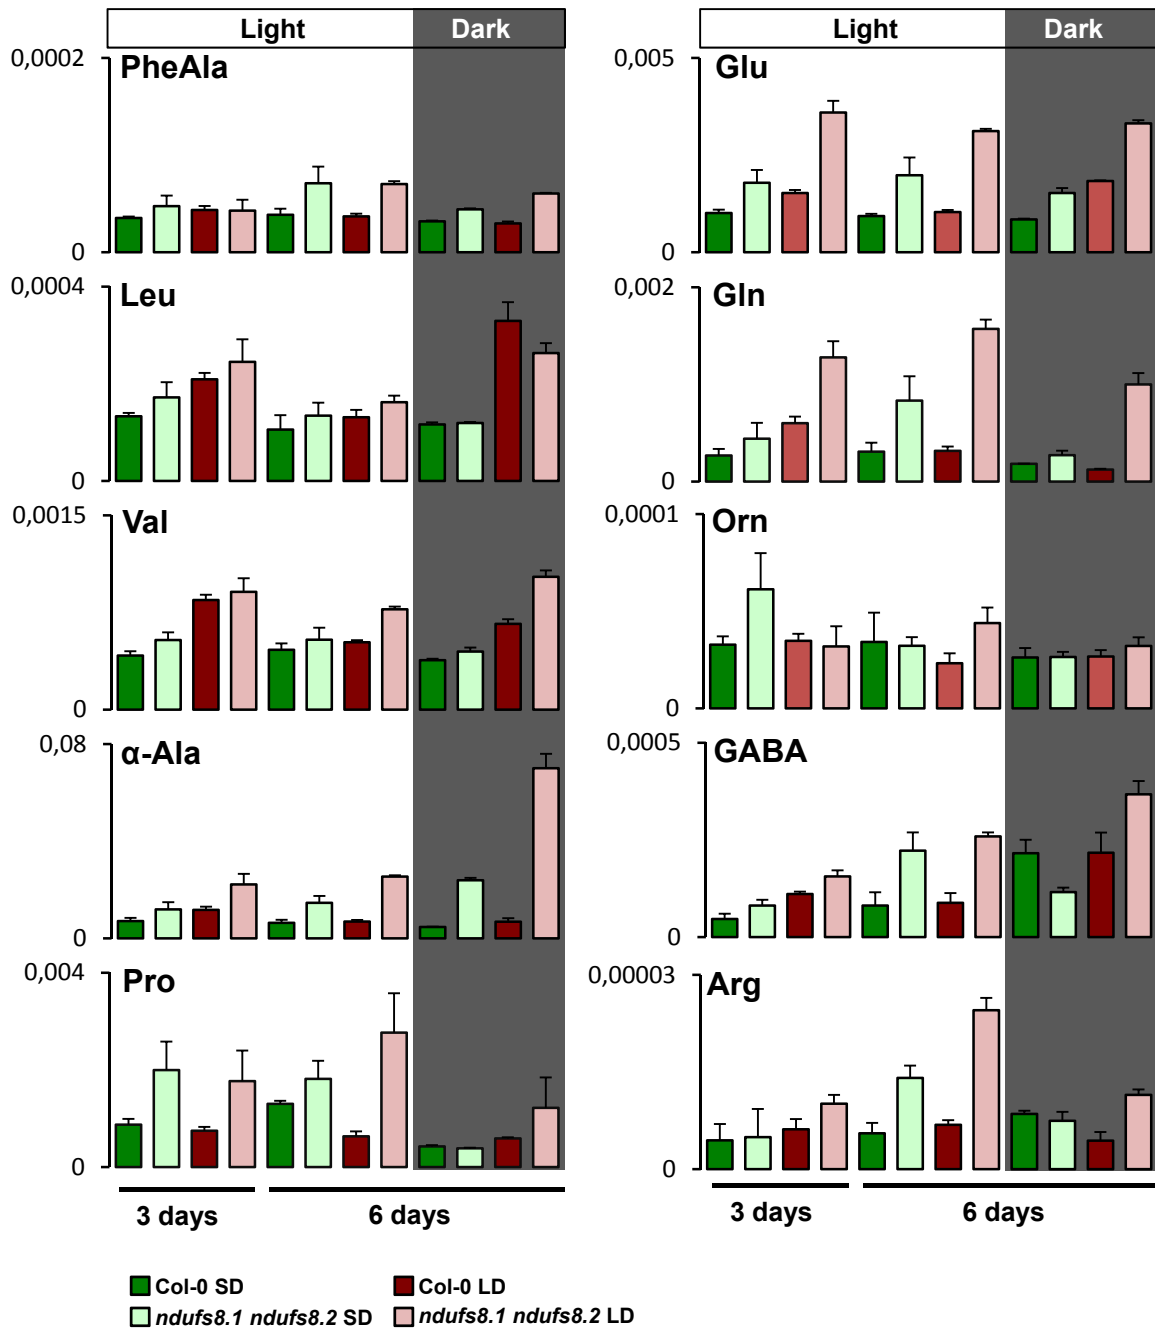 Light Dark
0,0002
PheAla
0
0,0004
Leu
0
0,0015
Val
0
0,08
α-Ala
0
0,004
Pro
0
3 days
6 days
Light Dark
0,005
Glu
0
0,002
Gln
0
0,0001
Orn
0
0,0005
GABA
0
0,00003
Arg
0
3 days
6 days
Col-0 SD
Col-0 LD
ndufs8.1 ndufs8.2 SD
ndufs8.1 ndufs8.2 LD